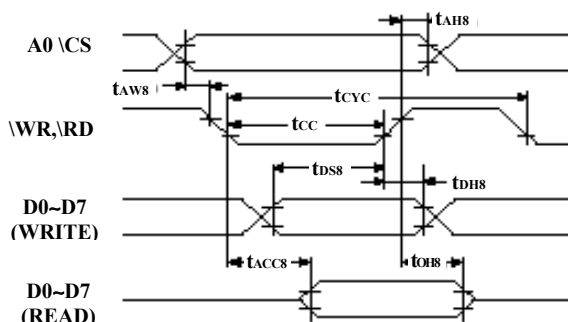 tAH8
A0 \CS
tAW8
tCYC
\WR,\RD
tCC
tDS8
tDH8
D0~D7
(WRITE)
tACC8
tOH8
D0~D7
(READ)